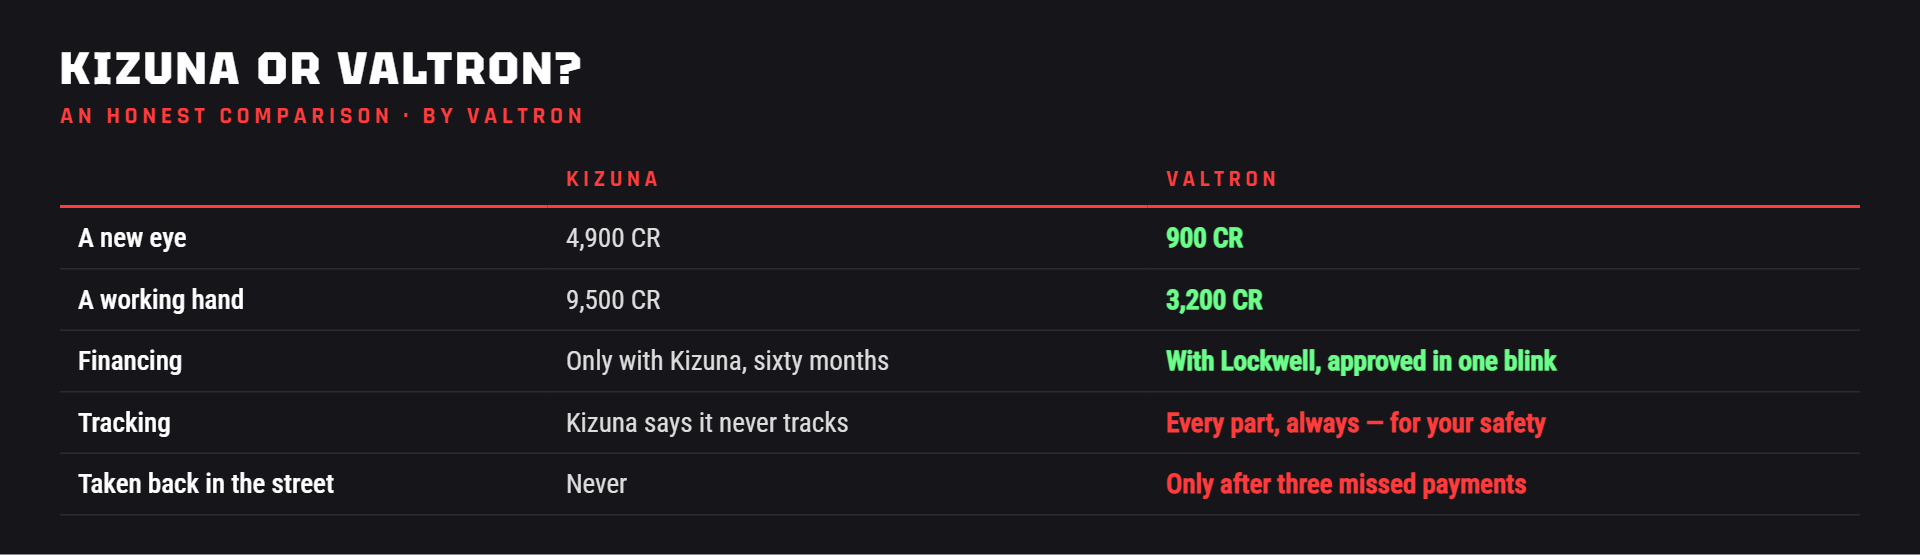 KIZUNA OR VALTRON?
AN HONEST COMPARISON · BY VALTRON
KIZUNA VALTRON
A new eye 4,900 CR 900 CR
A working hand 9,500 CR 3,200 CR
Financing Only with Kizuna, sixty months With Lockwell, approved in one blink
Tracking Kizuna says it never tracks Every part, always — for your safety
Taken back in the street Never Only after three missed payments